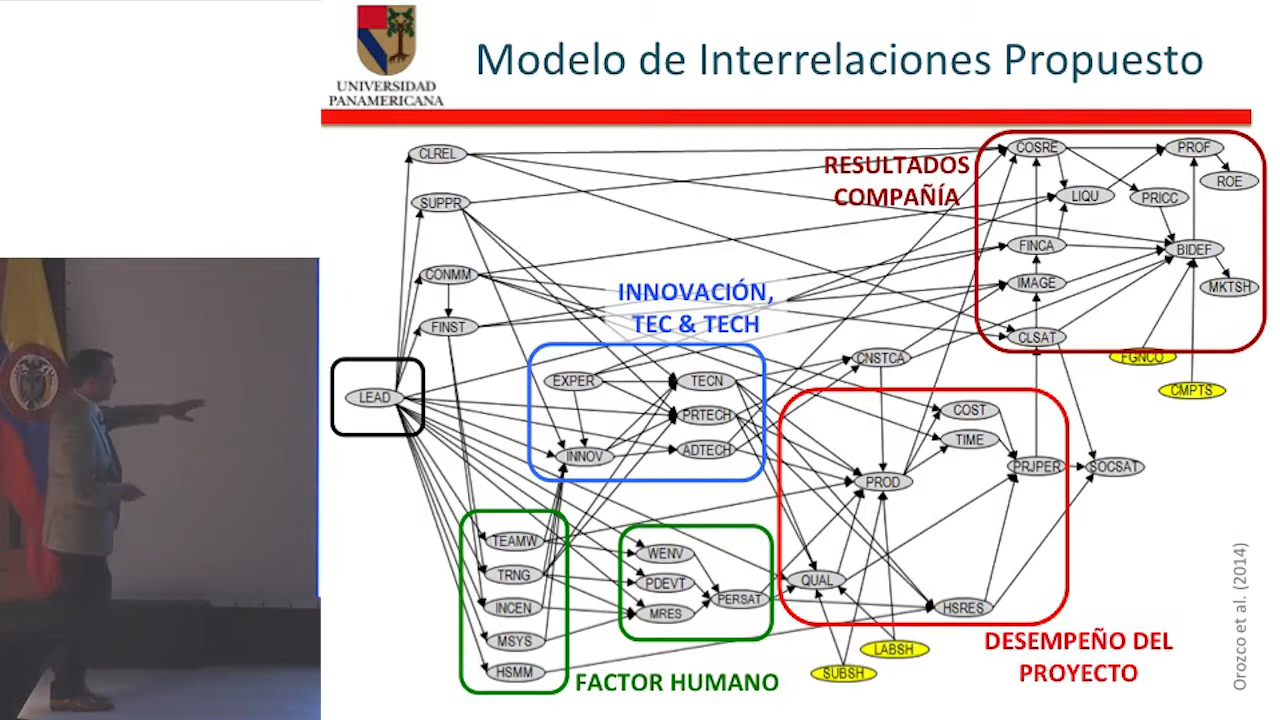 UNIVERSIDAD
PANAMERICANA
Modelo de Interrelaciones Propuesto
CLREL
COSRE
PROF
RESULTADOS
COMPAÑÍA
ROE
LIQU
PRICC
SUPPR
FINCA
BIDEF
CONMM
IMAGE
MKTSH
INNOVACIÓN,
TEC & TECH
FINST
CLSAT
CNSTCA
FGNCO
CMPTS
LEAD
EXPER
TECN
PRTECH
ADTECH
INNOV
COST
TIME
PRJPER
SOCSAT
PROD
TEAMW
TRNG
INCEN
MSYS
HSMM
WENV
PDEVT
MRES
PERSAT
QUAL
HSRES
LABSH
SUBSH
FACTOR HUMANO
DESEMPEÑO DEL
PROYECTO
Orozco et al. (2014)